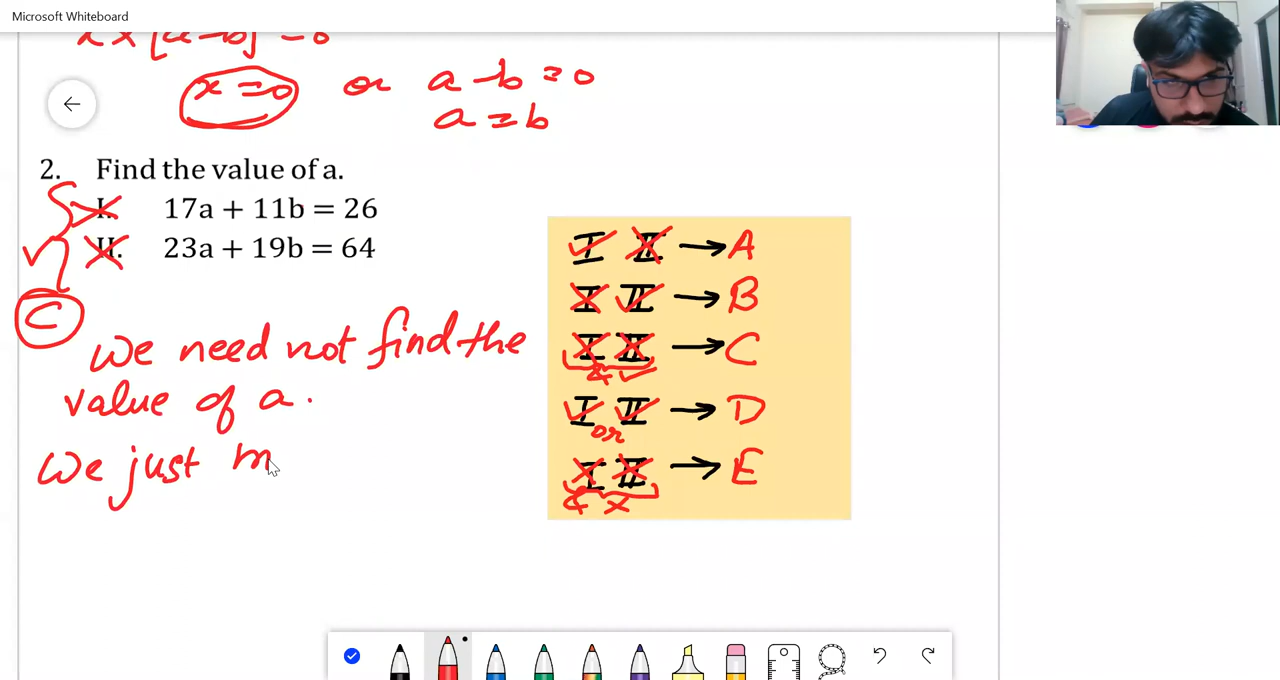 Microsoft Whiteboard
x = 0 or a - b = 0
a = b
2. Find the value of a.
I. 17a + 11b = 26
II. 23a + 19b = 64
C
We need not find the
value of a.
We just m
I II → A
I II → B
I II → C
&
I II → D
or
I II → E
&